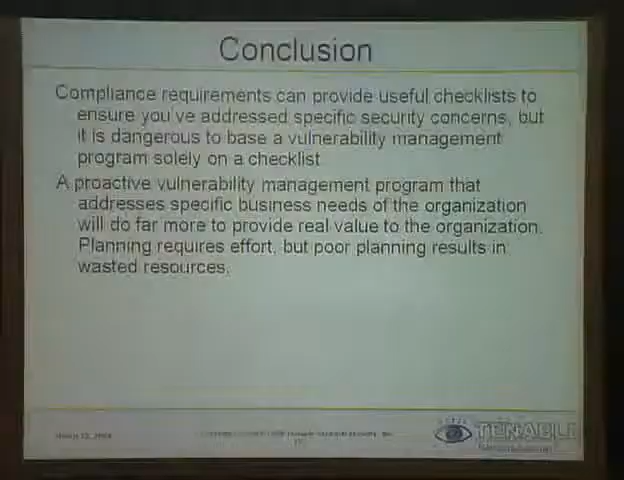 Conclusion
Compliance requirements can provide useful checklists to
ensure you've addressed specific security concerns, but
it is dangerous to base a vulnerability management
program solely on a checklist
A proactive vulnerability management program that
addresses specific business needs of the organization
will do far more to provide real value to the organization.
Planning requires effort, but poor planning results in
wasted resources.
TENABLE